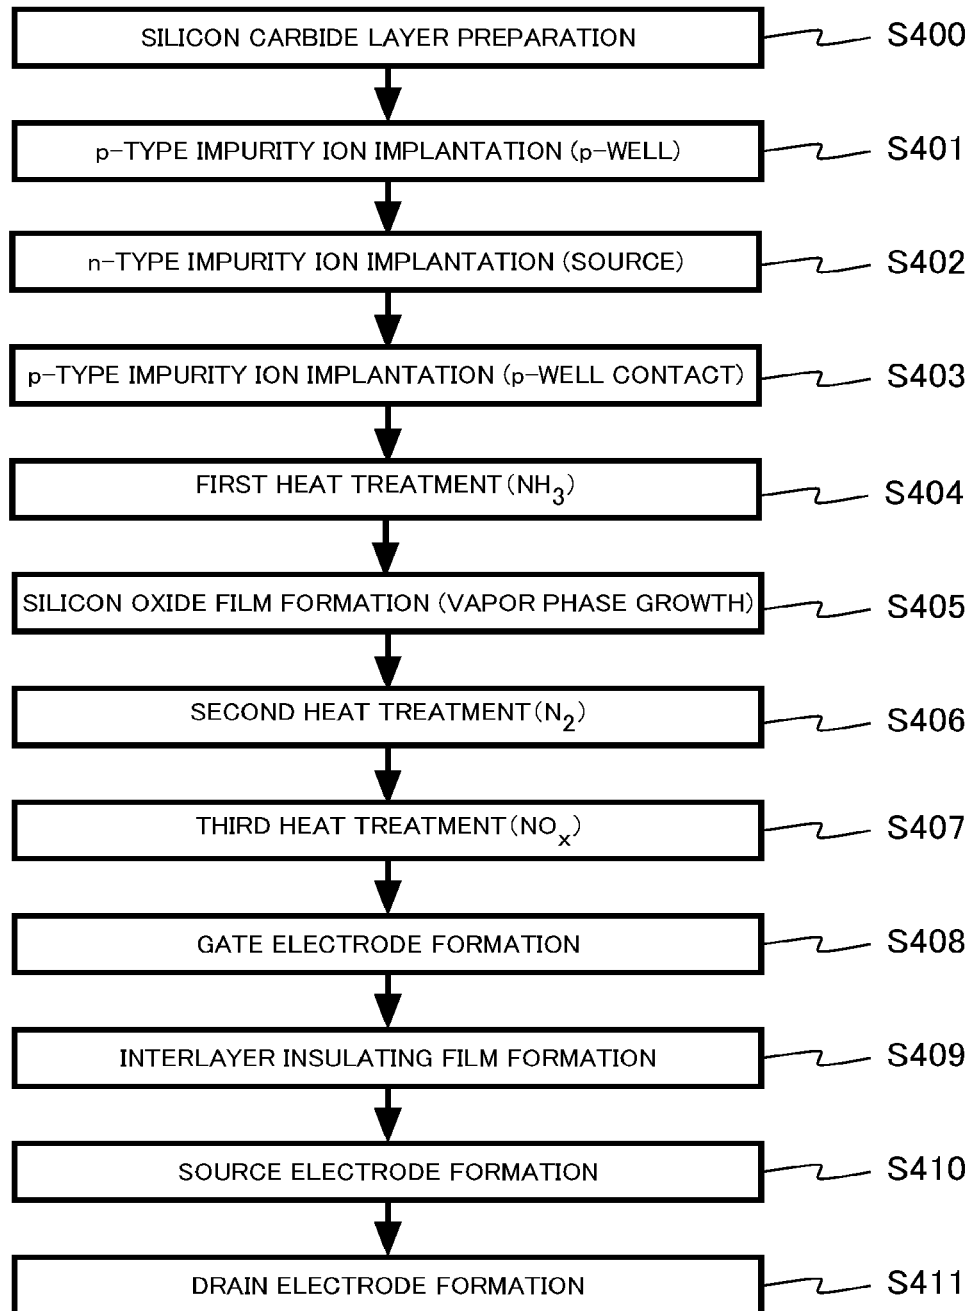 SILICON CARBIDE LAYER PREPARATION S400
p-TYPE IMPURITY ION IMPLANTATION (p-WELL) S401
n-TYPE IMPURITY ION IMPLANTATION (SOURCE) S402
p-TYPE IMPURITY ION IMPLANTATION (p-WELL CONTACT) S403
FIRST HEAT TREATMENT (NH3) S404
SILICON OXIDE FILM FORMATION (VAPOR PHASE GROWTH) S405
SECOND HEAT TREATMENT (N2) S406
THIRD HEAT TREATMENT (NOx) S407
GATE ELECTRODE FORMATION S408
INTERLAYER INSULATING FILM FORMATION S409
SOURCE ELECTRODE FORMATION S410
DRAIN ELECTRODE FORMATION S411